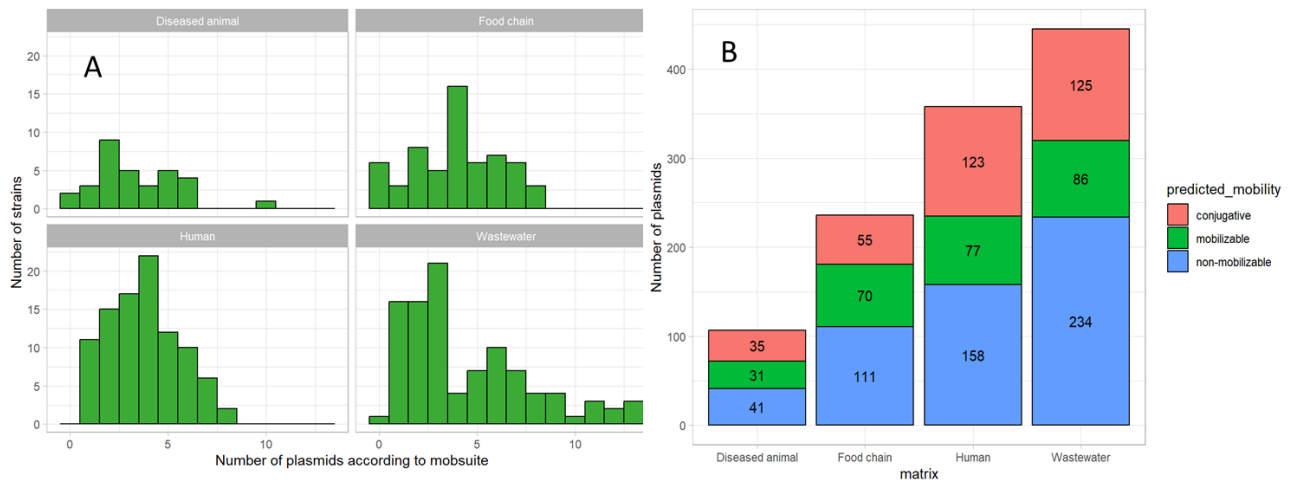 Diseased animal
Food chain
A
20
15
10
5
0
Human
Wastewater
20
15
10
5
0
Number of strains
0 5 10
0 5 10
Number of plasmids according to mobsuite
B
400
300
200
100
0
Number of plasmids
125
86
234
123
77
158
55
70
111
35
31
41
Diseased animal
Food chain
Human
Wastewater
matrix
predicted_mobility
conjugative
mobilizable
non-mobilizable